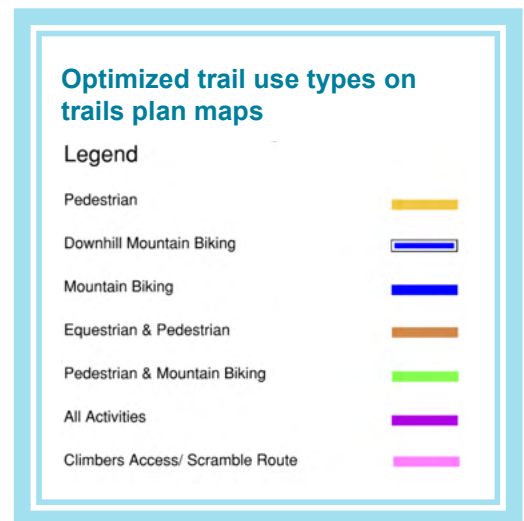 Optimized trail use types on
trails plan maps
Legend
Pedestrian
Downhill Mountain Biking
Mountain Biking
Equestrian & Pedestrian
Pedestrian & Mountain Biking
All Activities
Climbers Access/ Scramble Route